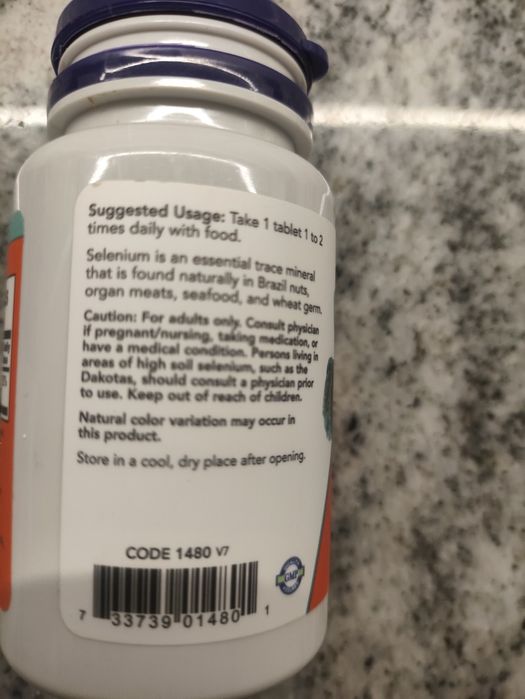 Suggested Usage: Take 1 tablet 1 to 2
times daily with food.
Selenium is an essential trace mineral
that is found naturally in Brazil nuts,
organ meats, seafood, and wheat germ.
Caution: For adults only. Consult physician
if pregnant/nursing, taking medication, or
have a medical condition. Persons living in
areas of high soil selenium, such as the
Dakotas, should consult a physician prior
to use. Keep out of reach of children.
Natural color variation may occur in
this product.
Store in a cool, dry place after opening.
CODE 1480 V7
GMP
7 33739 01480 1